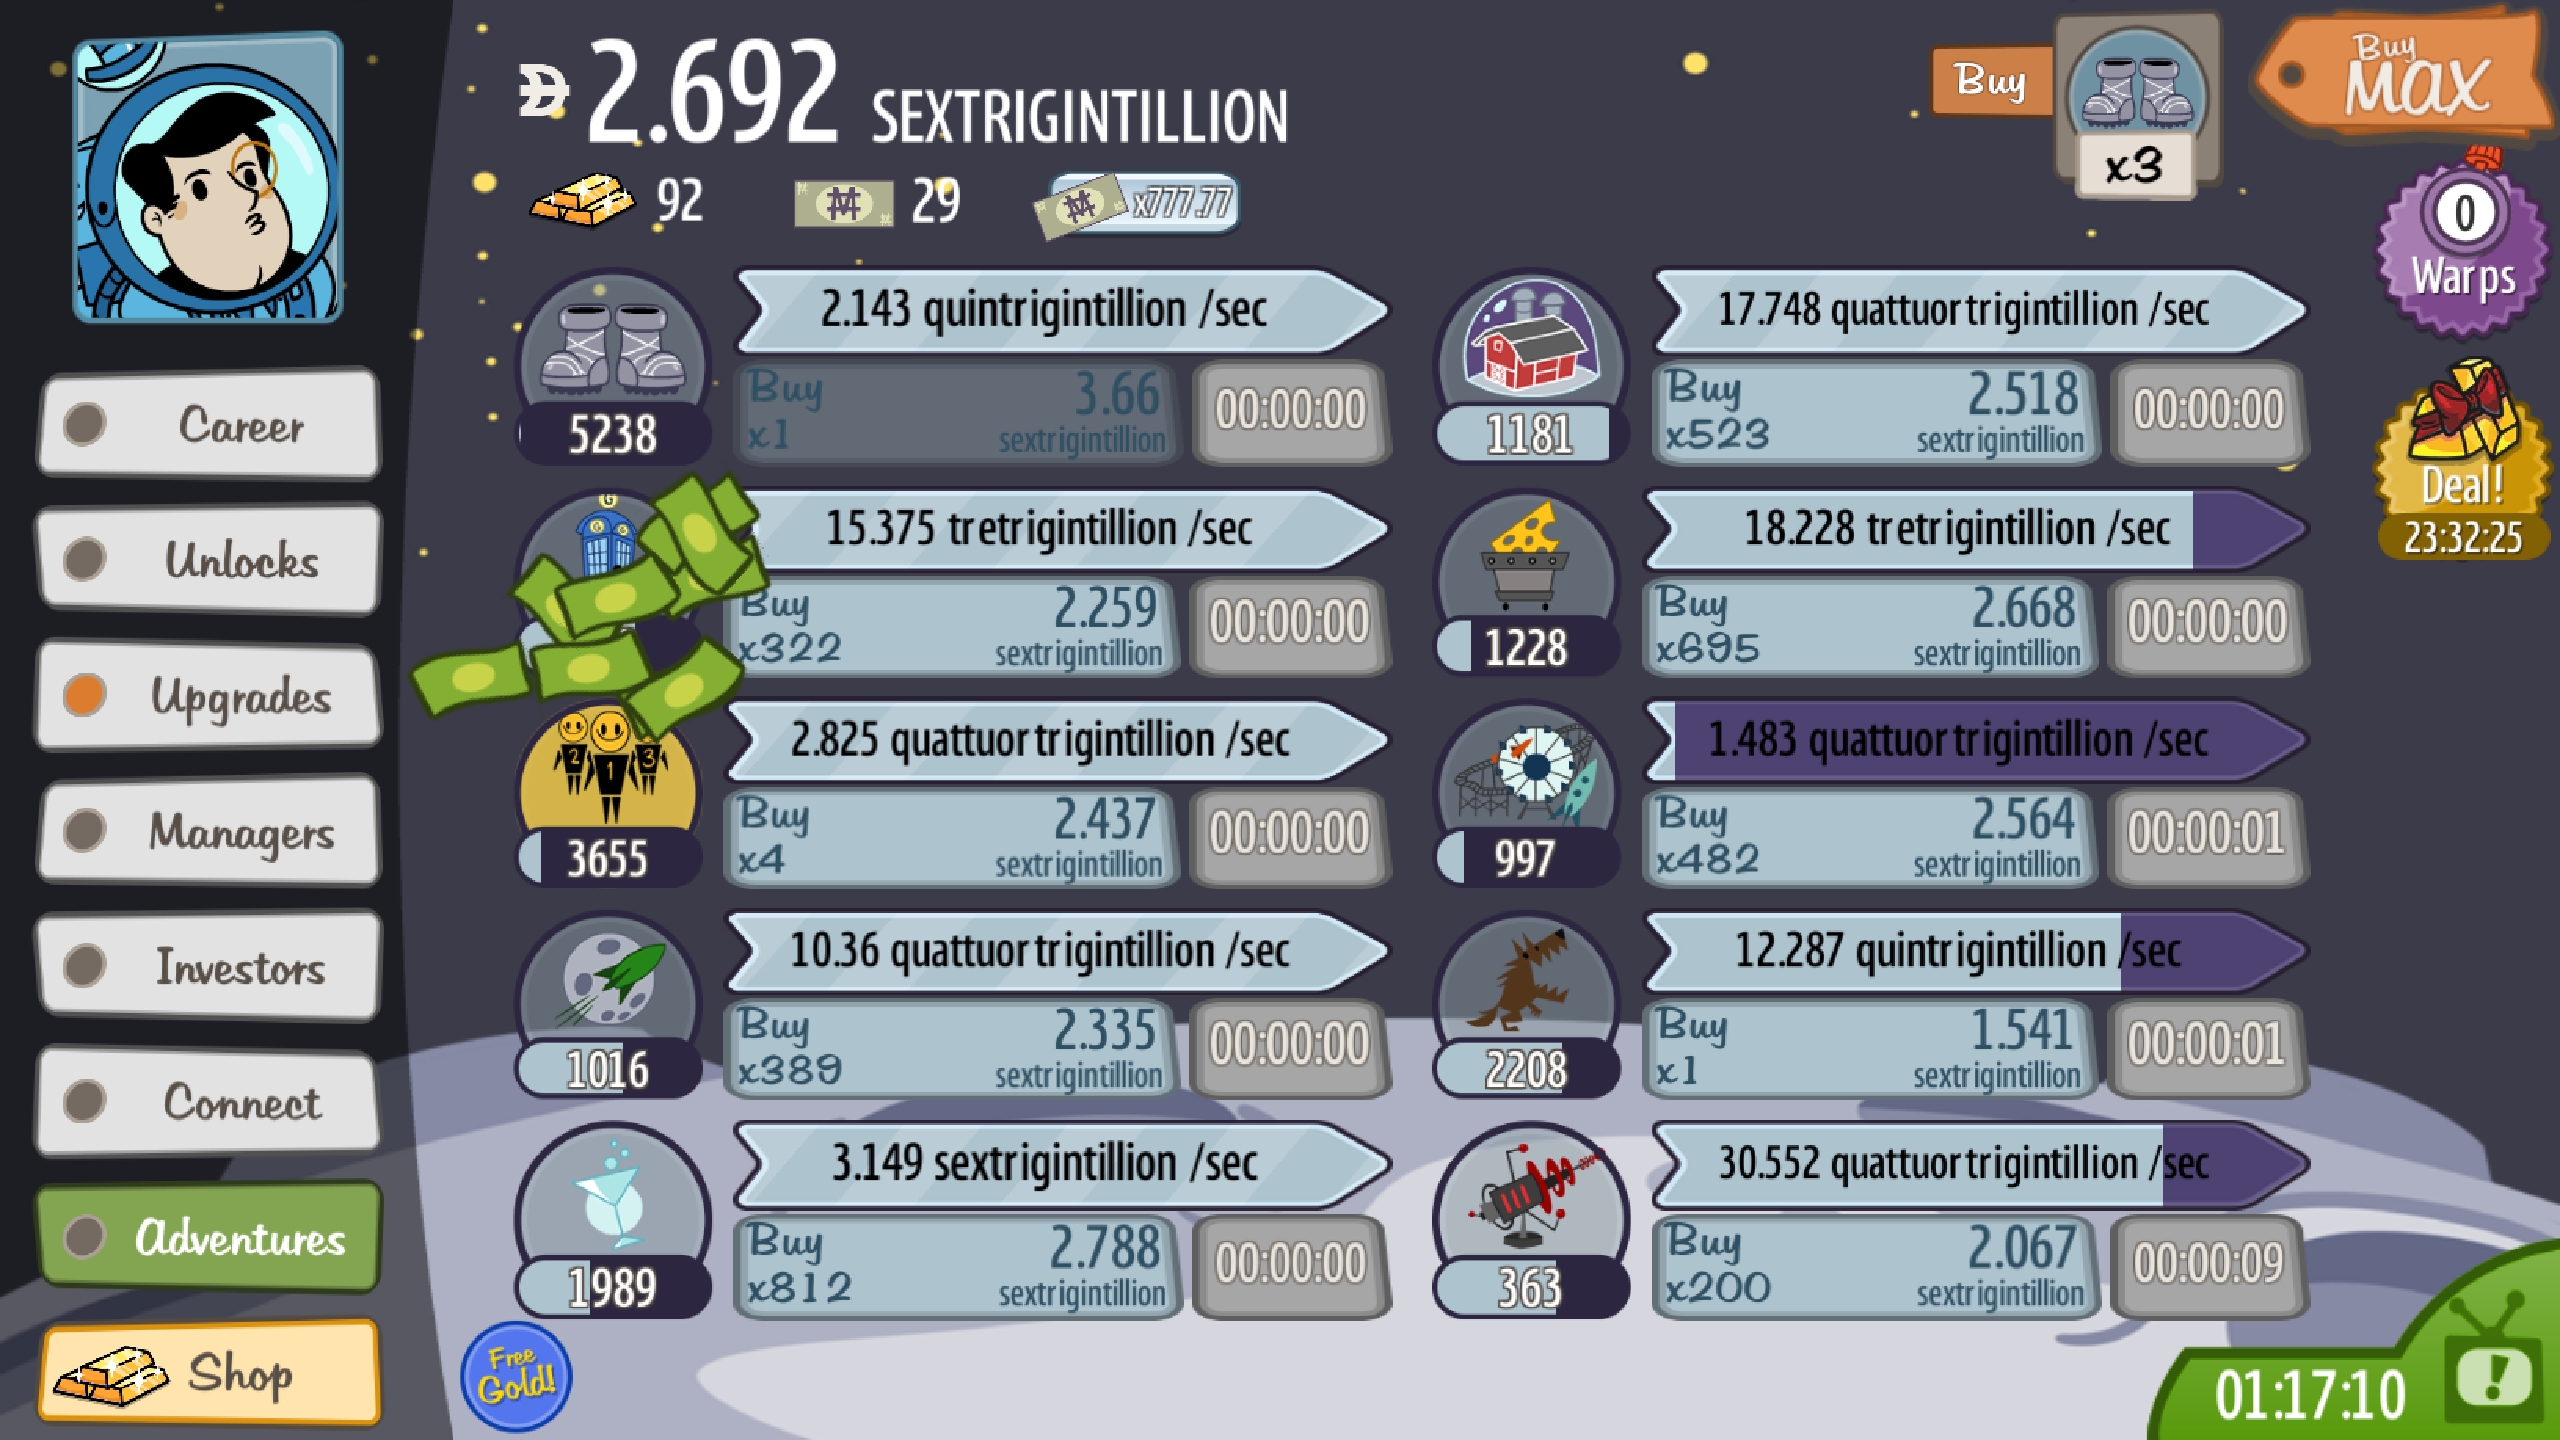 2.692 SEXTRIGINTILLION
92
29
x777.77
Buy
x3
Buy
MAX
0
Warps
Deal!
23:32:25
Career
Unlocks
Upgrades
Managers
Investors
Connect
Adventures
Shop
2.143 quintrigintillion /sec
5238
Buy 3.66
x1 sextrigintillion
00:00:00
17.748 quattuortrigintillion /sec
1181
Buy 2.518
x523 sextrigintillion
00:00:00
15.375 tretrigintillion /sec
Buy 2.259
x322 sextrigintillion
00:00:00
18.228 tretrigintillion /sec
1228
Buy 2.668
x695 sextrigintillion
00:00:00
2.825 quattuortrigintillion /sec
2 1 3
3655
Buy 2.437
x4 sextrigintillion
00:00:00
1.483 quattuortrigintillion /sec
997
Buy 2.564
x482 sextrigintillion
00:00:01
10.36 quattuortrigintillion /sec
1016
Buy 2.335
x389 sextrigintillion
00:00:00
12.287 quintrigintillion /sec
2208
Buy 1.541
x1 sextrigintillion
00:00:01
3.149 sextrigintillion /sec
1989
Buy 2.788
x812 sextrigintillion
00:00:00
30.552 quattuortrigintillion /sec
363
Buy 2.067
x200 sextrigintillion
00:00:09
Free
Gold!
01:17:10
!